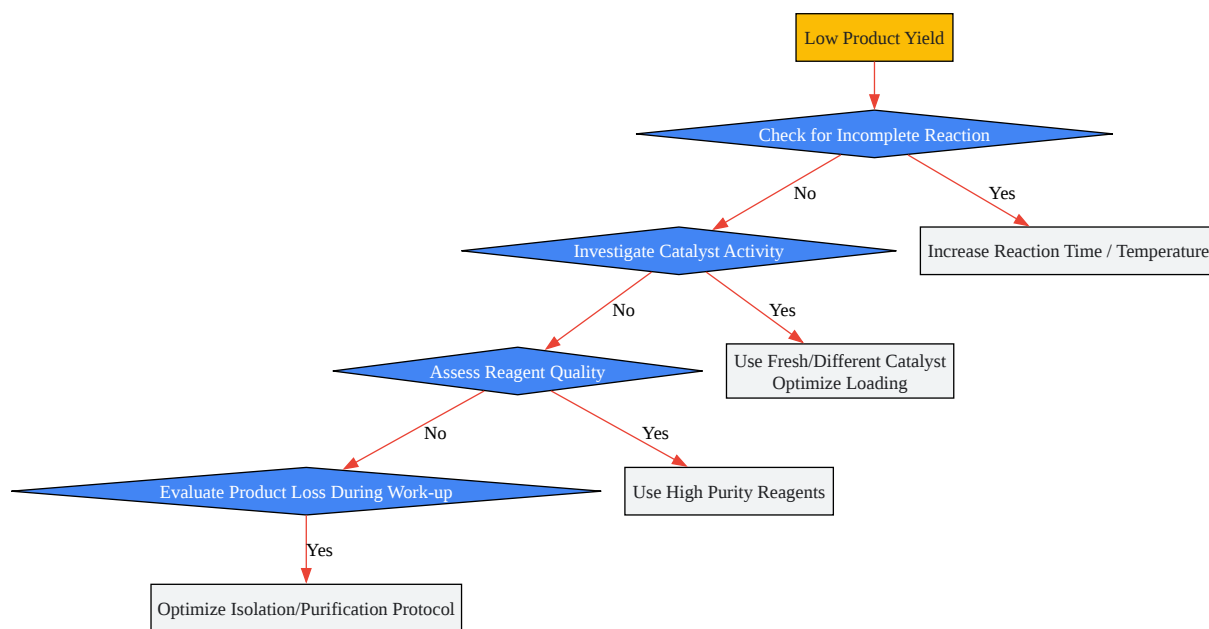 Low Product Yield
Check for Incomplete Reaction
No
Yes
Investigate Catalyst Activity
Increase Reaction Time / Temperature
No
Yes
Use Fresh/Different Catalyst
Optimize Loading
Assess Reagent Quality
No
Yes
Evaluate Product Loss During Work-up
Use High Purity Reagents
Yes
Optimize Isolation/Purification Protocol